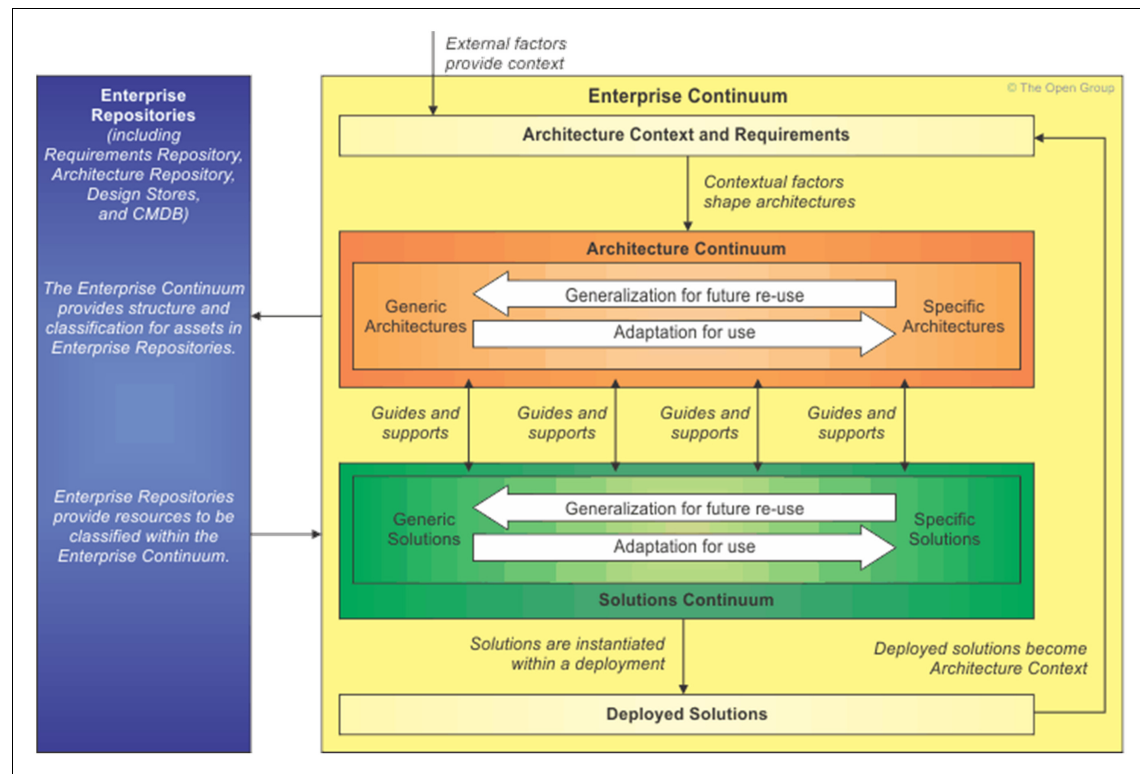 External factors
provide context
© The Open Group
Enterprise
Repositories
(including
Requirements Repository,
Architecture Repository,
Design Stores,
and CMDB)
The Enterprise Continuum
provides structure and
classification for assets in
Enterprise Repositories.
Enterprise Repositories
provide resources to be
classified within the
Enterprise Continuum.
Enterprise Continuum
Architecture Context and Requirements
Contextual factors
shape architectures
Architecture Continuum
Generic
Architectures
Generalization for future re-use
Adaptation for use
Specific
Architectures
Guides and
supports
Guides and
supports
Guides and
supports
Guides and
supports
Generic
Solutions
Generalization for future re-use
Adaptation for use
Specific
Solutions
Solutions Continuum
Solutions are instantiated
within a deployment
Deployed solutions become
Architecture Context
Deployed Solutions